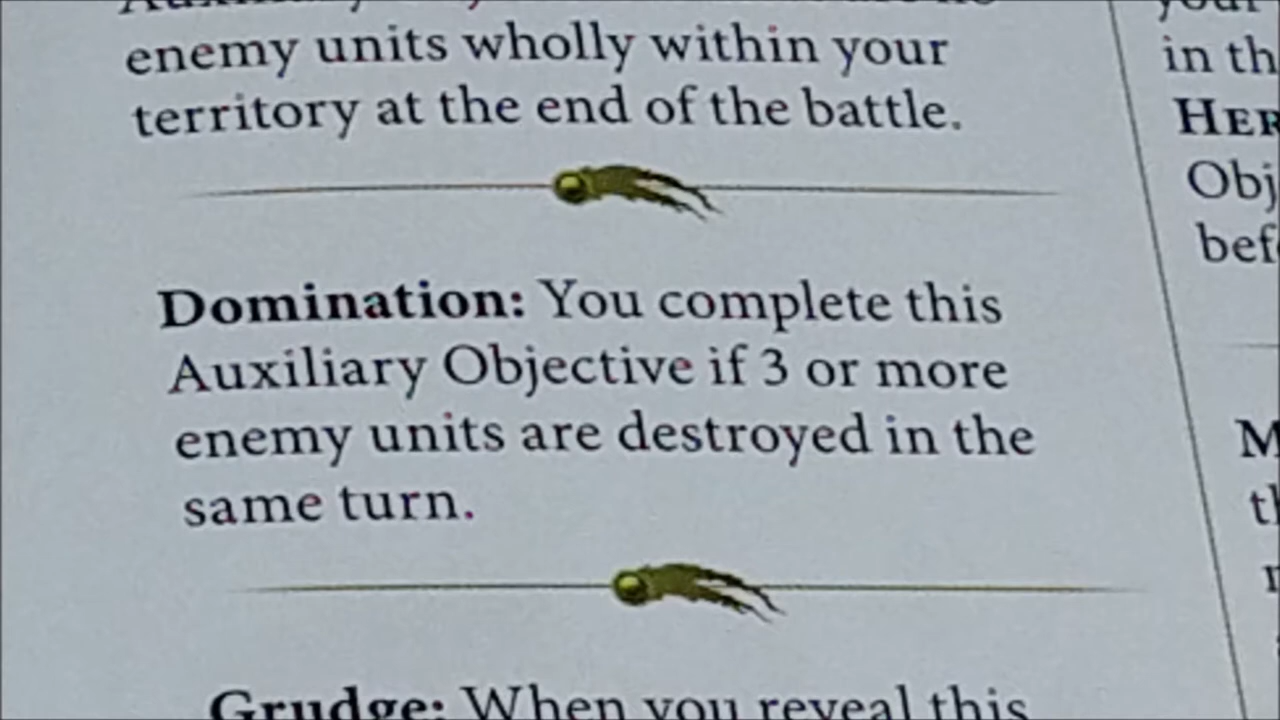 enemy units wholly within your
territory at the end of the battle.
Domination: You complete this
Auxiliary Objective if 3 or more
enemy units are destroyed in the
same turn.
Grudge: When you reveal this
your
in th
HER
Obj
bef
M